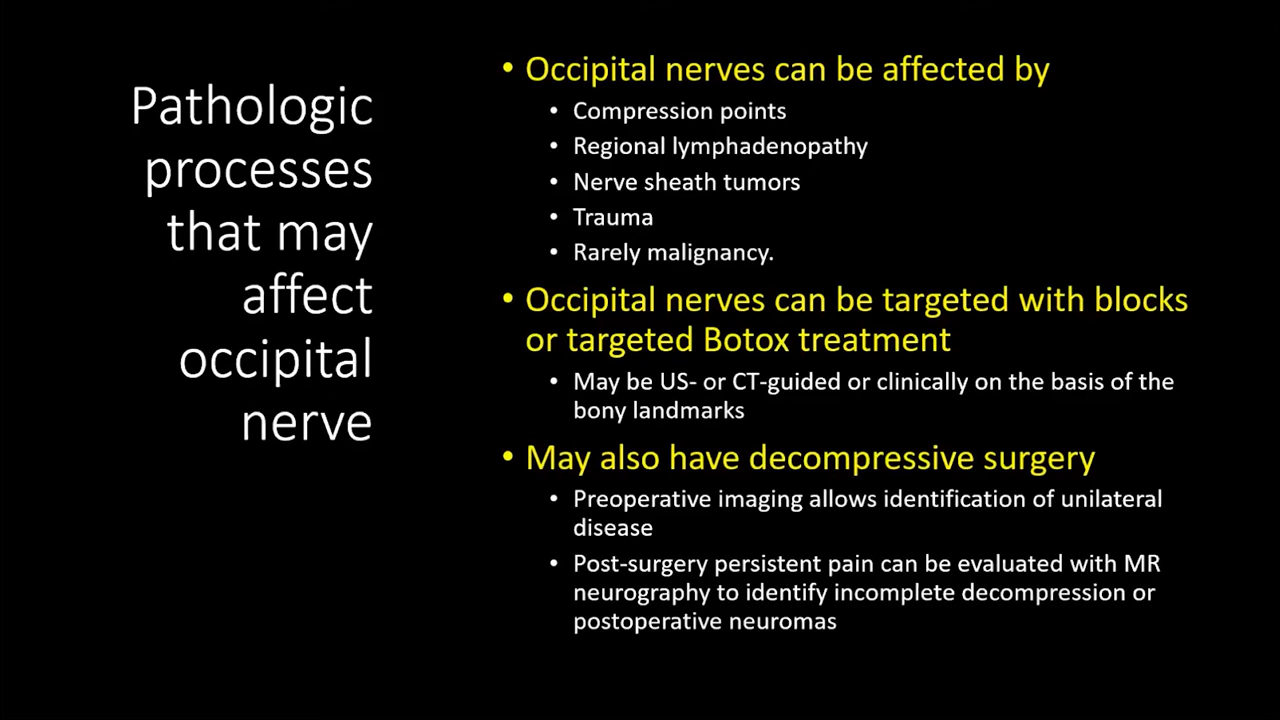 Pathologic
processes
that may
affect
occipital
nerve
• Occipital nerves can be affected by
• Compression points
• Regional lymphadenopathy
• Nerve sheath tumors
• Trauma
• Rarely malignancy.
• Occipital nerves can be targeted with blocks
or targeted Botox treatment
• May be US- or CT-guided or clinically on the basis of the
bony landmarks
• May also have decompressive surgery
• Preoperative imaging allows identification of unilateral
disease
• Post-surgery persistent pain can be evaluated with MR
neurography to identify incomplete decompression or
postoperative neuromas